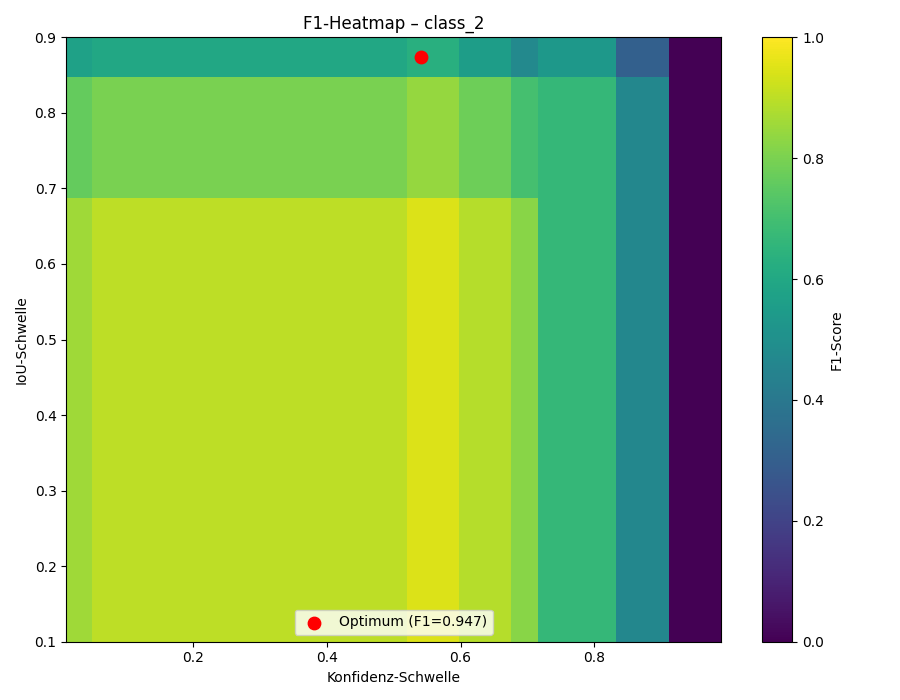 F1-Heatmap – class_2
0.9
0.8
0.7
0.6
0.5
0.4
0.3
0.2
0.1
IoU-Schwelle
0.2 0.4 0.6 0.8
Konfidenz-Schwelle
Optimum (F1=0.947)
1.0
0.8
0.6
0.4
0.2
0.0
F1-Score